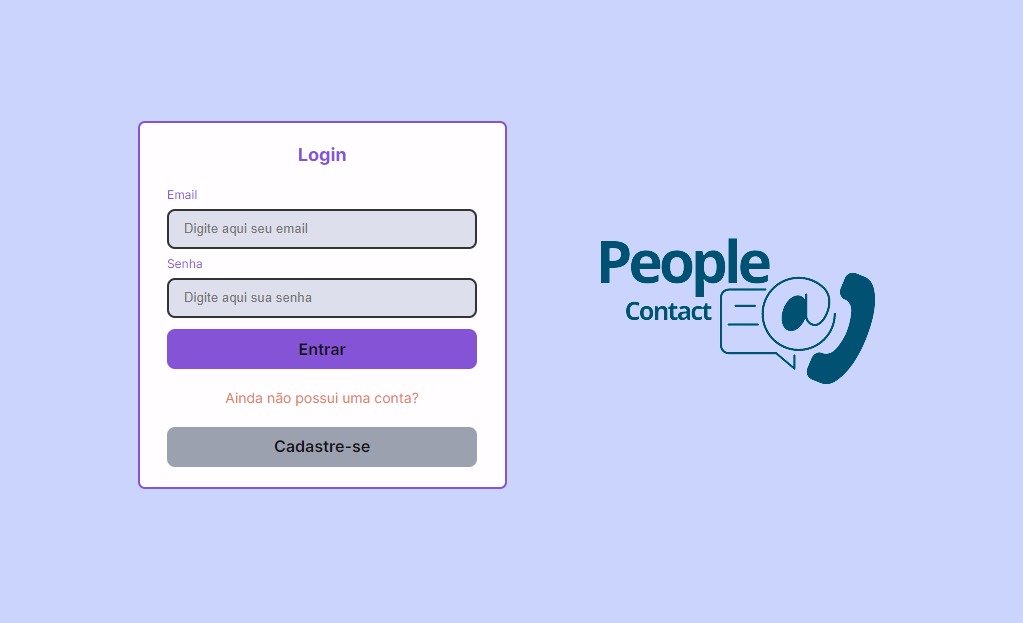 Login
Email
Digite aqui seu email
Senha
Digite aqui sua senha
Entrar
Ainda não possui uma conta?
Cadastre-se
People
Contact
@